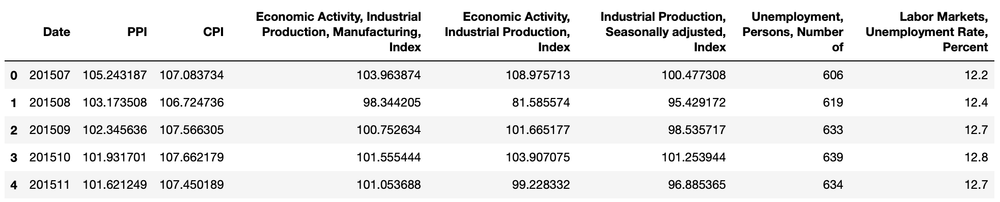 Date PPI CPI Economic Activity, Industrial Production, Manufacturing, Index Economic Activity, Industrial Production, Index Industrial Production, Seasonally adjusted, Index Unemployment, Persons, Number of Labor Markets, Unemployment Rate, Percent
0 201507 105.243187 107.083734 103.963874 108.975713 100.477308 606 12.2
1 201508 103.173508 106.724736 98.344205 81.585574 95.429172 619 12.4
2 201509 102.345636 107.566305 100.752634 101.665177 98.535717 633 12.7
3 201510 101.931701 107.662179 101.555444 103.907075 101.253944 639 12.8
4 201511 101.621249 107.450189 101.053688 99.228332 96.885365 634 12.7